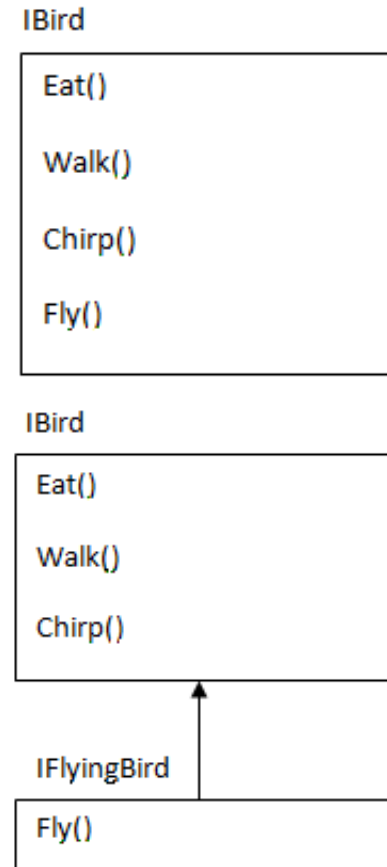 IBird
Eat()
Walk()
Chirp()
Fly()
IBird
Eat()
Walk()
Chirp()
IFlyingBird
Fly()